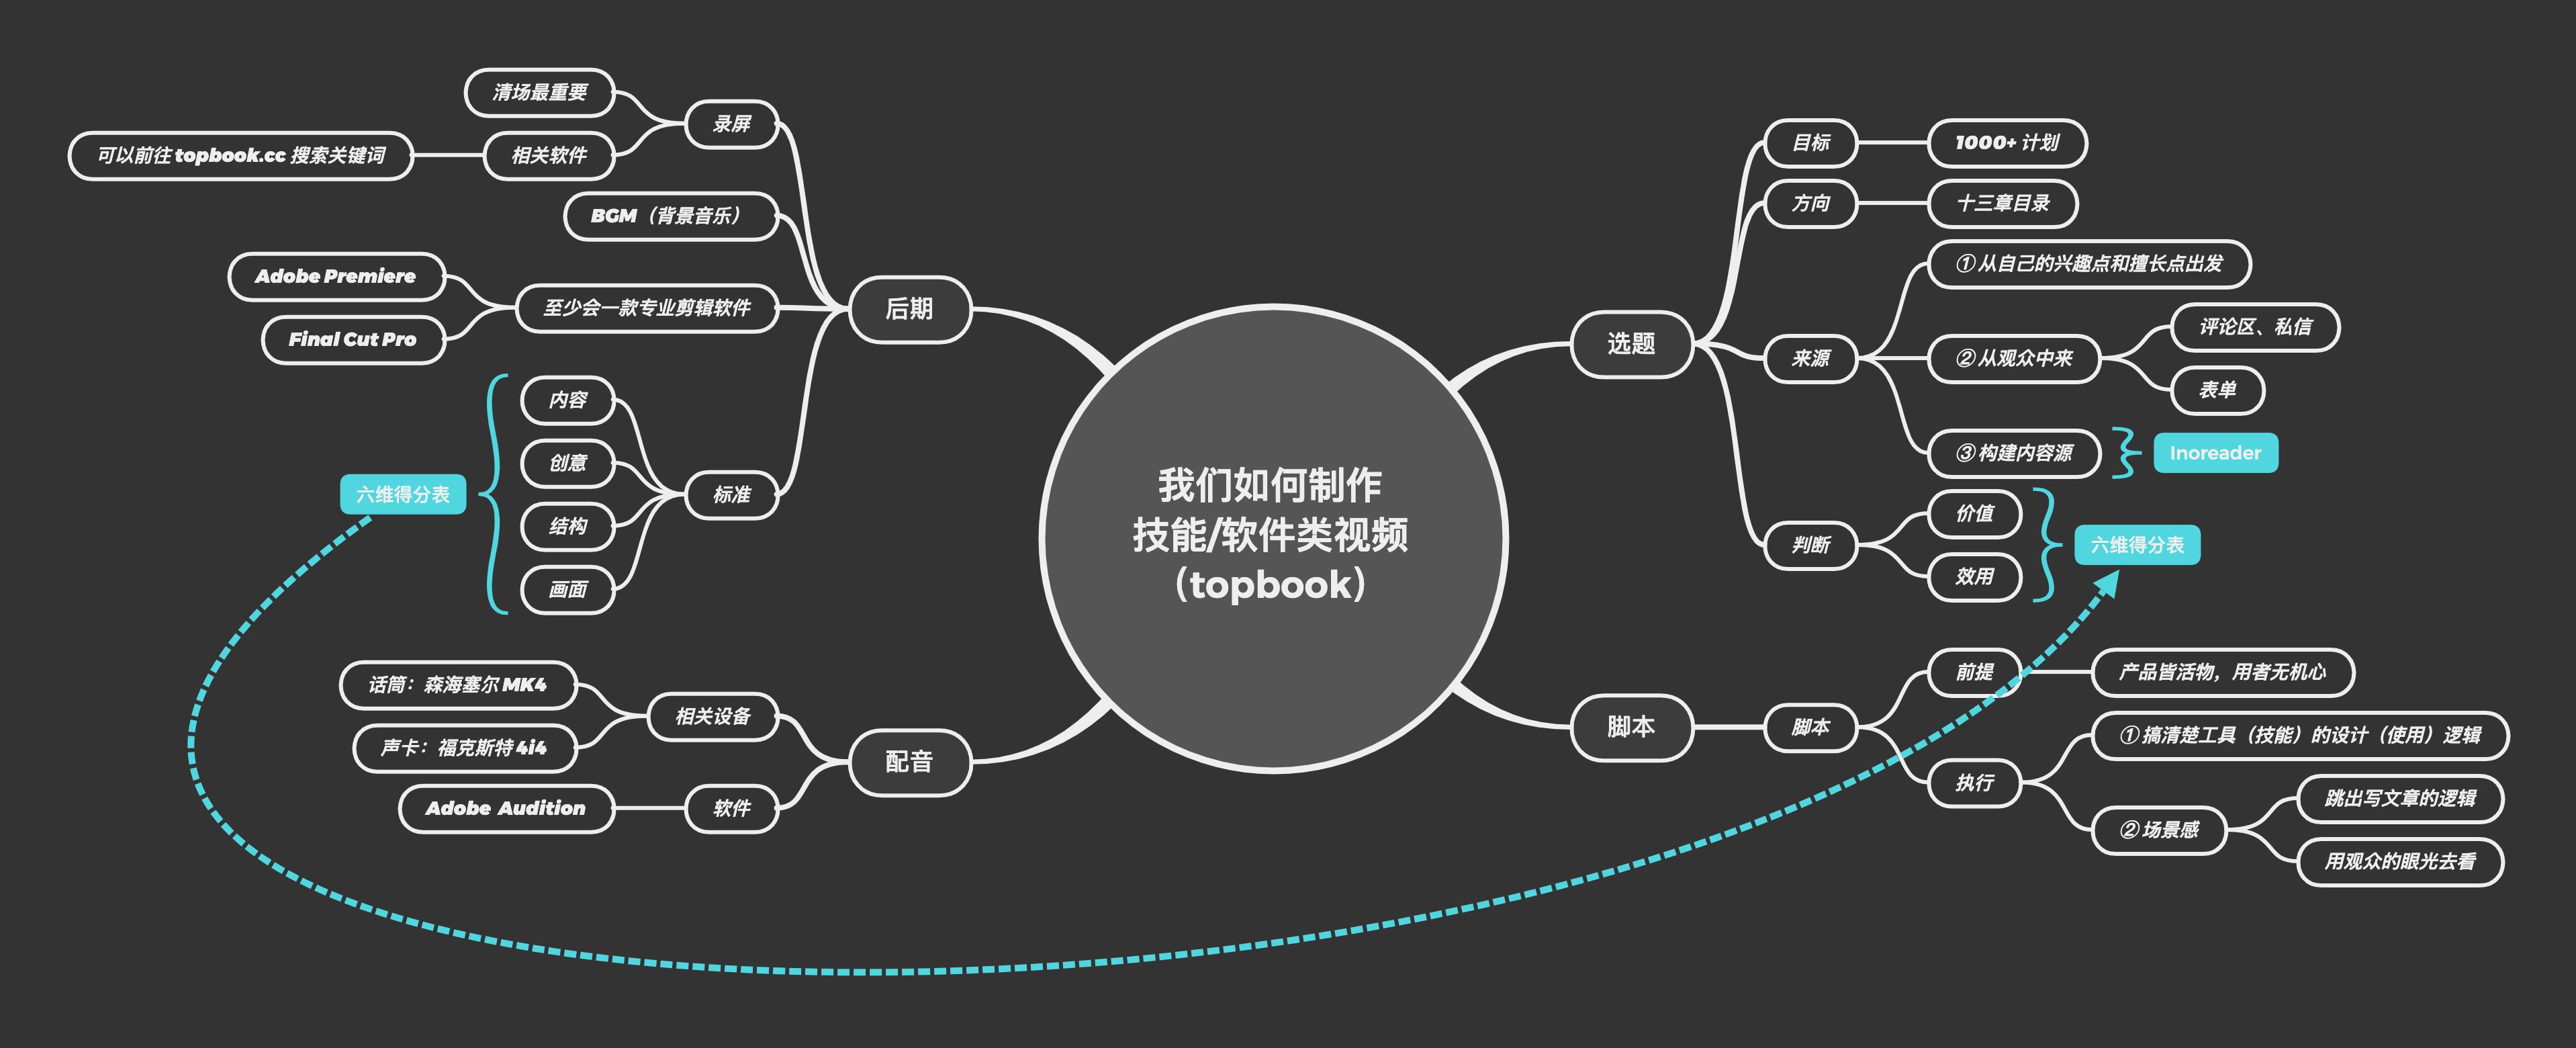 我们如何制作
技能/软件类视频
（topbook）
选题
目标
1000+ 计划
方向
十三章目录
来源
① 从自己的兴趣点和擅长点出发
② 从观众中来
评论区、私信
表单
③ 构建内容源
Inoreader
判断
价值
效用
六维得分表
脚本
脚本
前提
产品皆活物，用者无机心
执行
① 搞清楚工具（技能）的设计（使用）逻辑
② 场景感
跳出写文章的逻辑
用观众的眼光去看
后期
录屏
清场最重要
相关软件
可以前往 topbook.cc 搜索关键词
BGM（背景音乐）
至少会一款专业剪辑软件
Adobe Premiere
Final Cut Pro
标准
内容
创意
结构
画面
六维得分表
配音
相关设备
话筒：森海塞尔 MK4
声卡：福克斯特 4i4
软件
Adobe Audition